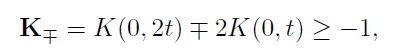 K∓ = K(0, 2t) ∓ 2K(0, t) ≥ −1,